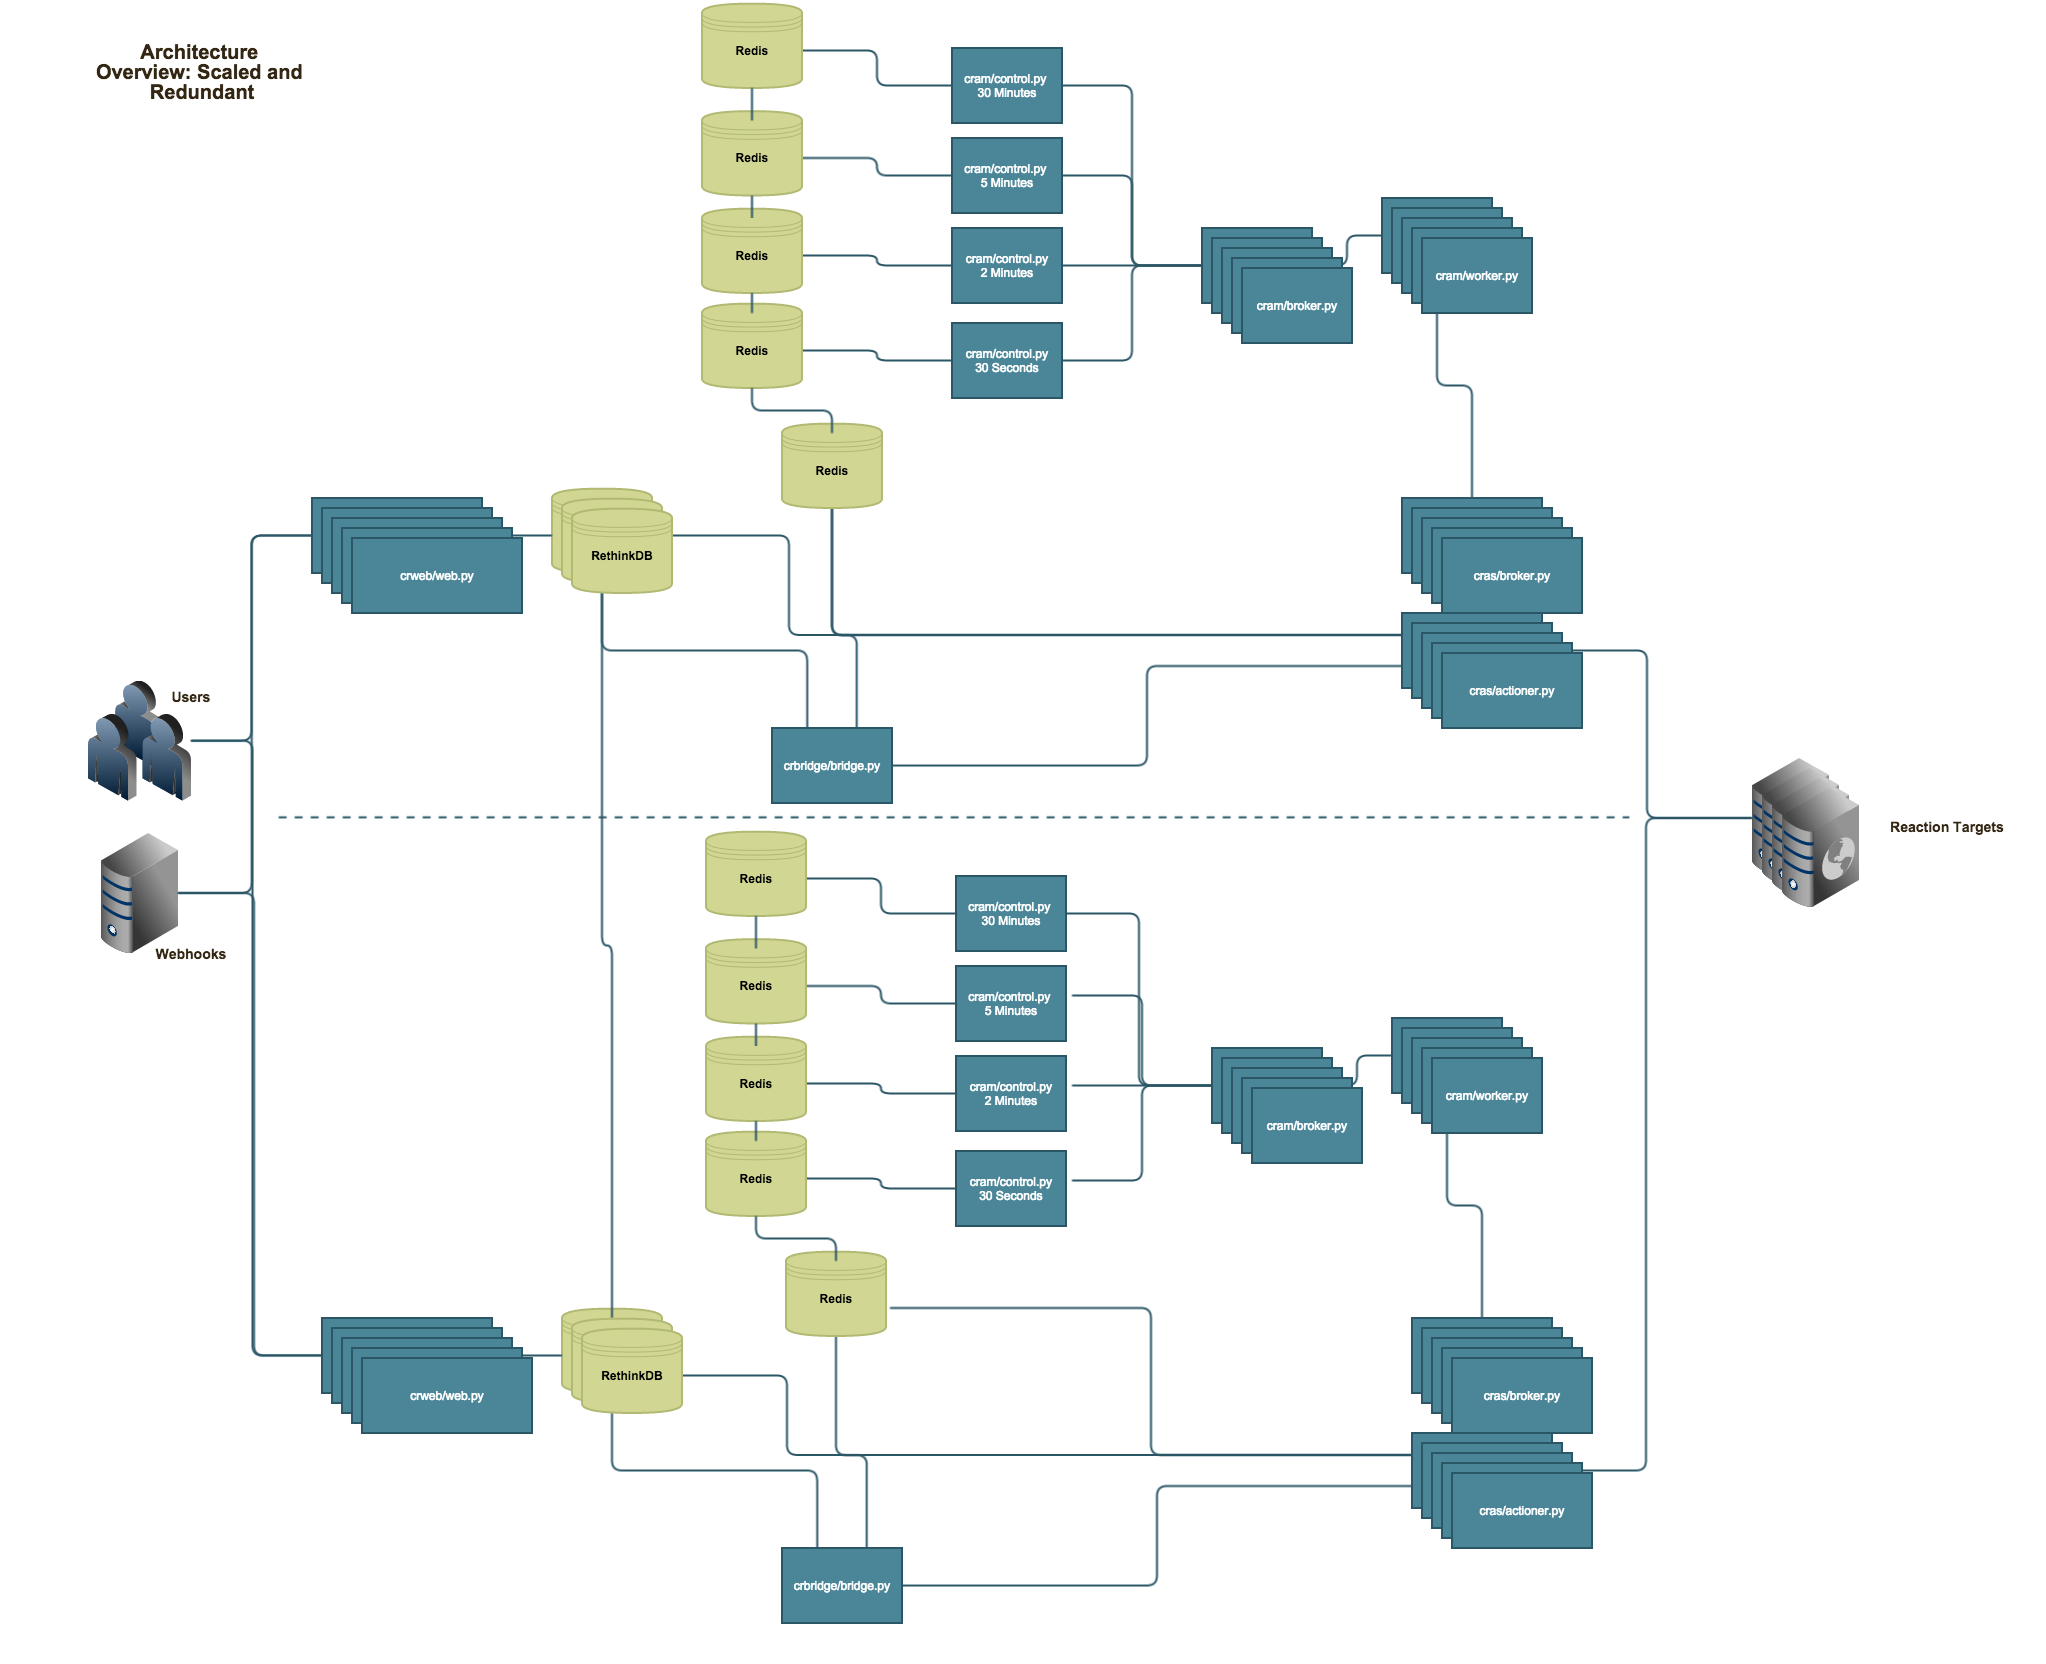 Architecture
Overview: Scaled and
Redundant
Redis
cram/control.py
30 Minutes
Redis
cram/control.py
5 Minutes
Redis
cram/control.py
2 Minutes
cram/worker.py
cram/broker.py
Redis
cram/control.py
30 Seconds
Redis
RethinkDB
crweb/web.py
cras/broker.py
Users
cras/actioner.py
crbridge/bridge.py
Reaction Targets
Webhooks
Redis
cram/control.py
30 Minutes
Redis
cram/control.py
5 Minutes
Redis
cram/control.py
2 Minutes
cram/worker.py
cram/broker.py
Redis
cram/control.py
30 Seconds
Redis
RethinkDB
crweb/web.py
cras/broker.py
cras/actioner.py
crbridge/bridge.py